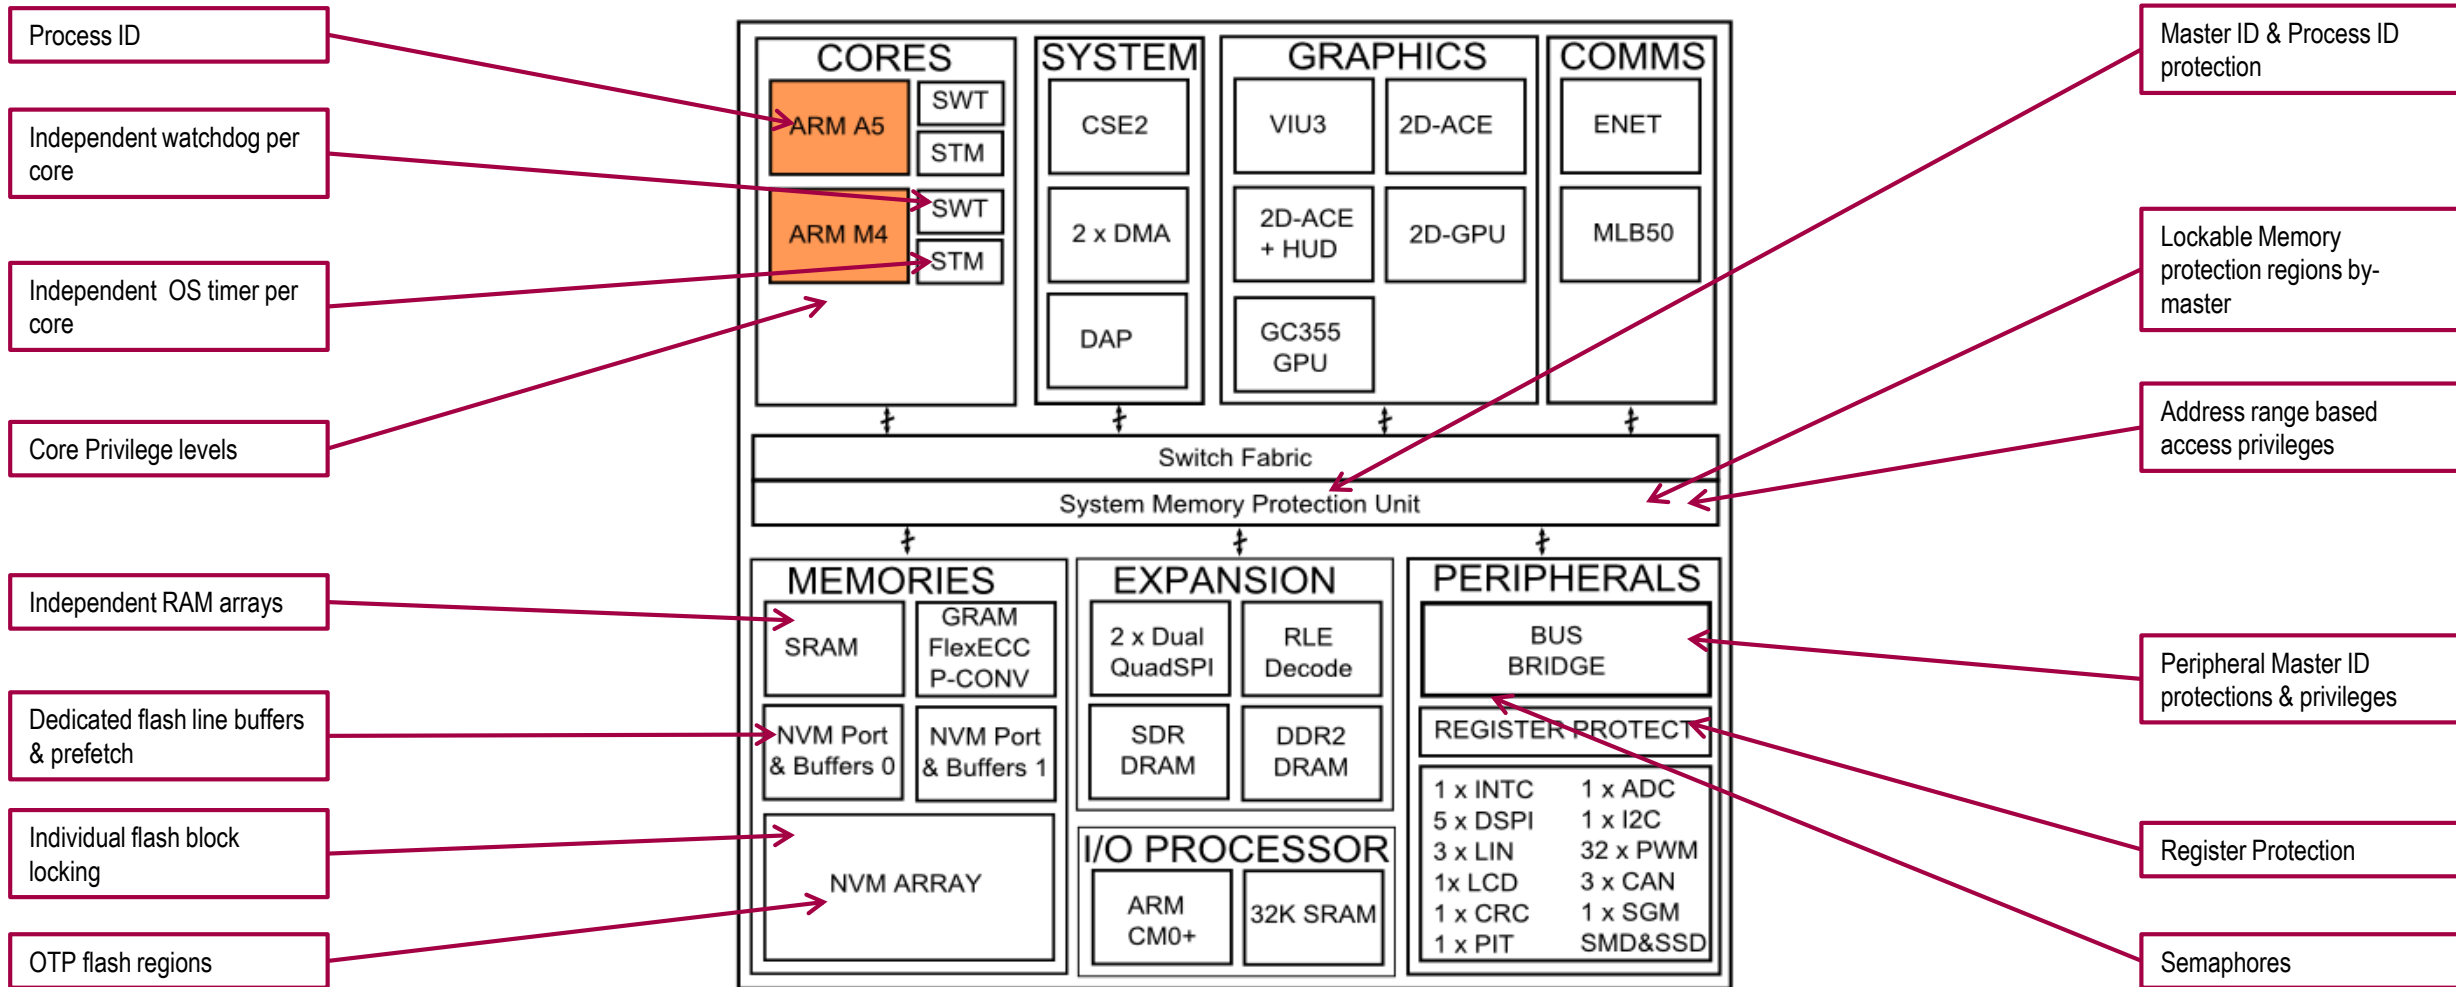 Process ID
Independent watchdog per
core
Independent  OS timer per
core
Core Privilege levels
Independent RAM arrays
Dedicated flash line buffers
& prefetch
Individual flash block
locking
OTP flash regions
CORES
ARM A5
SWT
STM
ARM M4
SWT
STM
SYSTEM
CSE2
2 x DMA
DAP
GRAPHICS
VIU3
2D-ACE
2D-ACE
+ HUD
2D-GPU
GC355
GPU
COMMS
ENET
MLB50
Switch Fabric
System Memory Protection Unit
MEMORIES
SRAM
GRAM
FlexECC
P-CONV
NVM Port
& Buffers 0
NVM Port
& Buffers 1
NVM ARRAY
EXPANSION
2 x Dual
QuadSPI
RLE
Decode
SDR
DRAM
DDR2
DRAM
I/O PROCESSOR
ARM
CM0+
32K SRAM
PERIPHERALS
BUS
BRIDGE
REGISTER PROTECT
1 x INTC
5 x DSPI
3 x LIN
1x LCD
1 x CRC
1 x PIT
1 x ADC
1 x I2C
32 x PWM
3 x CAN
1 x SGM
SMD&SSD
Master ID & Process ID
protection
Lockable Memory
protection regions by-
master
Address range based
access privileges
Peripheral Master ID
protections & privileges
Register Protection
Semaphores